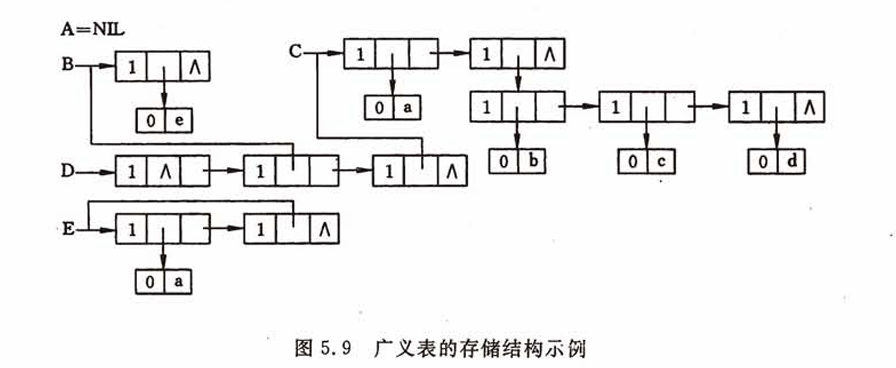 A=NIL
B 1 ∧
C 1 1 ∧
0 e
0 a
1 1 1 ∧
0 b 0 c 0 d
D 1 ∧ 1 1 ∧
E 1 1 ∧
0 a
图 5.9 广义表的存储结构示例